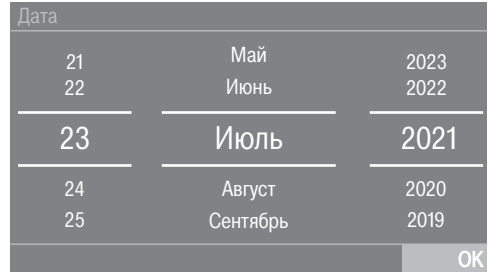 Дата
21 Май 2023
22 Июнь 2022
23 Июль 2021
24 Август 2020
25 Сентябрь 2019
OK